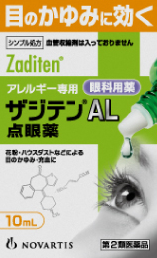 目のかゆみに効く
シンプル処方 血管収縮剤は入っておりません
Zaditen®
アレルギー専用 眼科用薬
ザジテンAL
点眼薬
花粉・ハウスダストなどによる
目のかゆみ・充血に
10mL
NOVARTIS
第2類医薬品